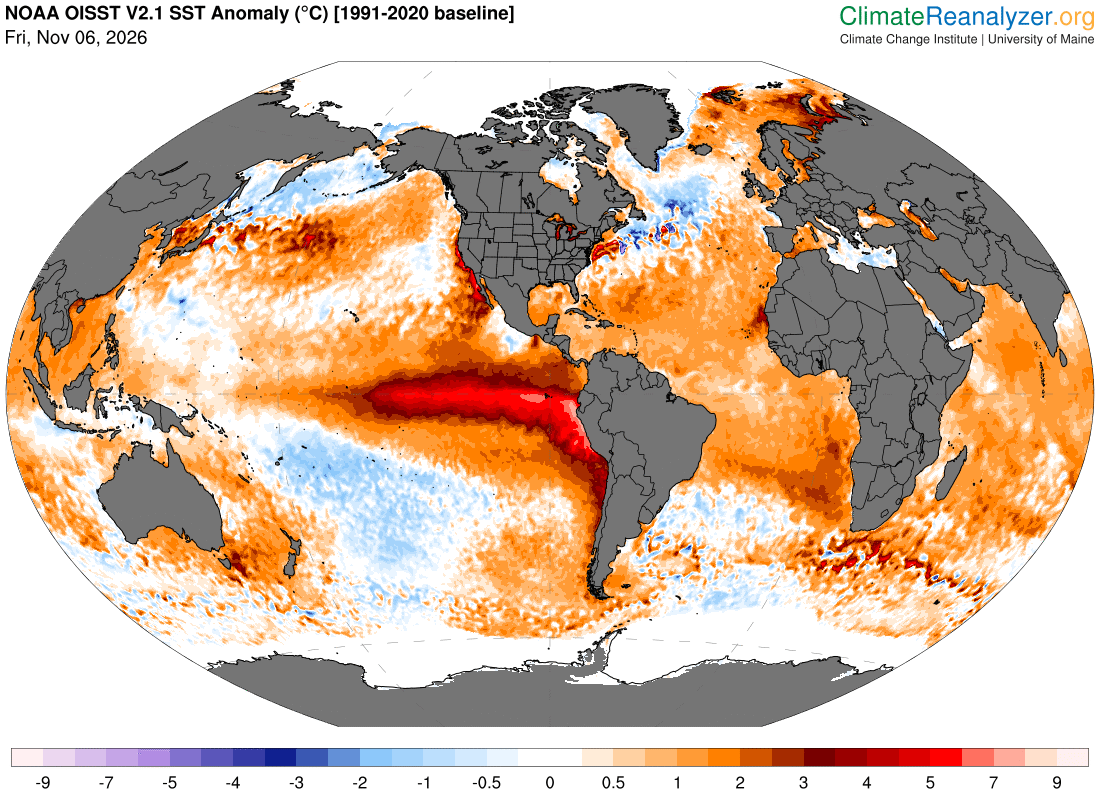 NOAA OISST V2.1 SST Anomaly (°C) [1991-2020 baseline]
Fri, Nov 06, 2026
ClimateReanalyzer.org
Climate Change Institute | University of Maine
-9 -7 -5 -4 -3 -2 -1 -0.5 0 0.5 1 2 3 4 5 7 9